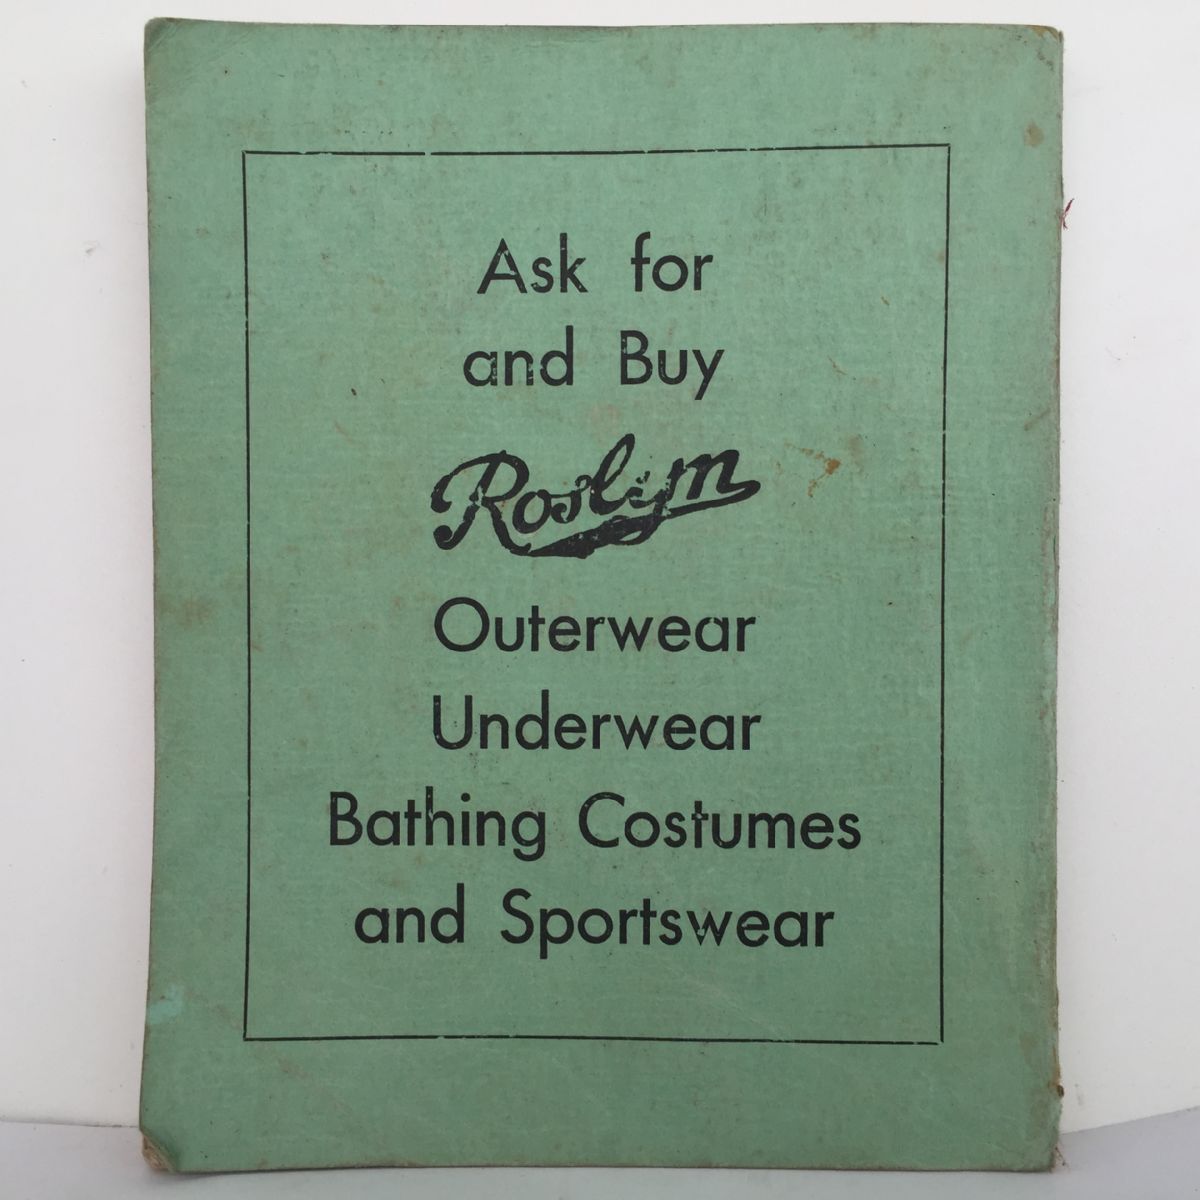 Ask for
and Buy
Roslyn
Outerwear
Underwear
Bathing Costumes
and Sportswear